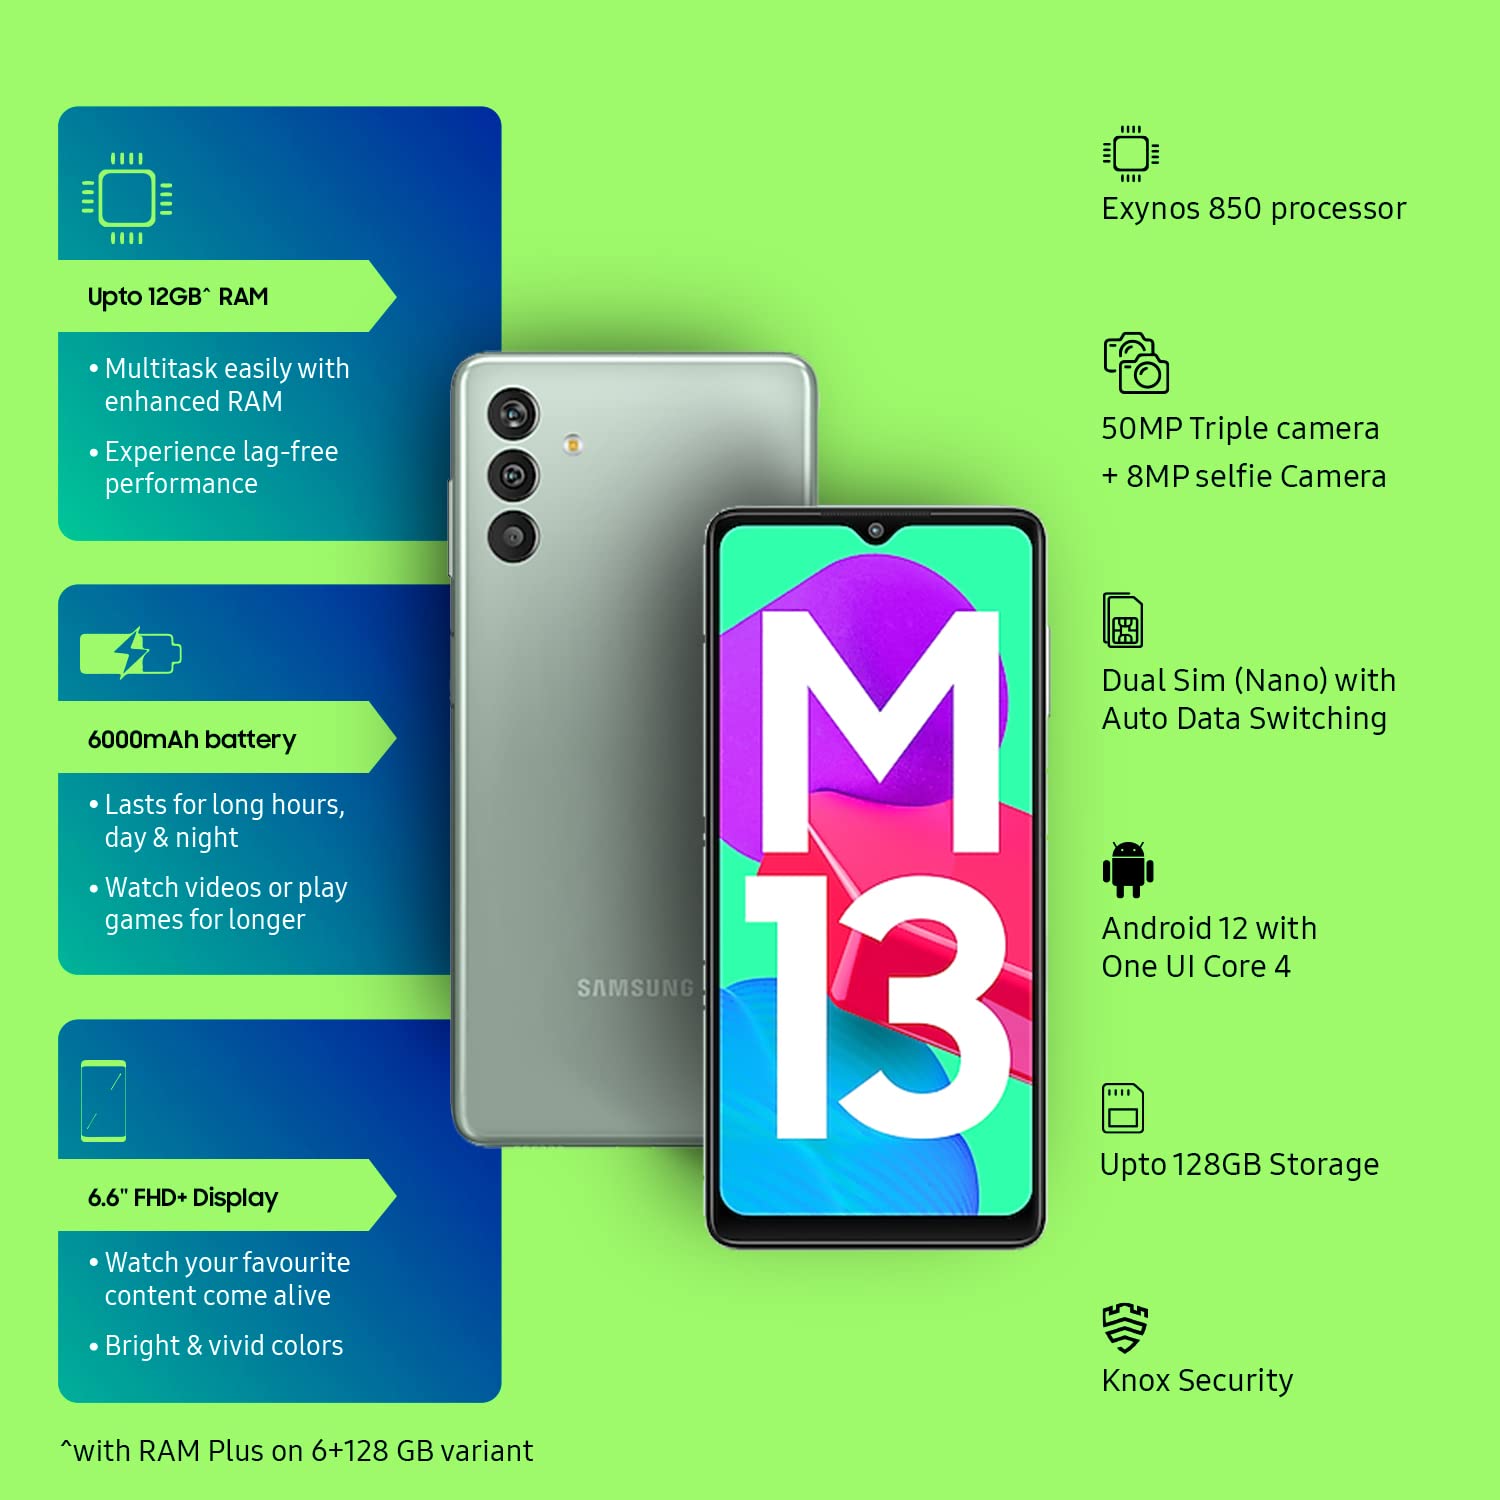 Upto 12GB^ RAM
• Multitask easily with
enhanced RAM
• Experience lag-free
performance
6000mAh battery
• Lasts for long hours,
day & night
• Watch videos or play
games for longer
6.6" FHD+ Display
• Watch your favourite
content come alive
• Bright & vivid colors
^with RAM Plus on 6+128 GB variant
SAMSUNG
M
13
Exynos 850 processor
50MP Triple camera
+ 8MP selfie Camera
Dual Sim (Nano) with
Auto Data Switching
Android 12 with
One UI Core 4
Upto 128GB Storage
Knox Security